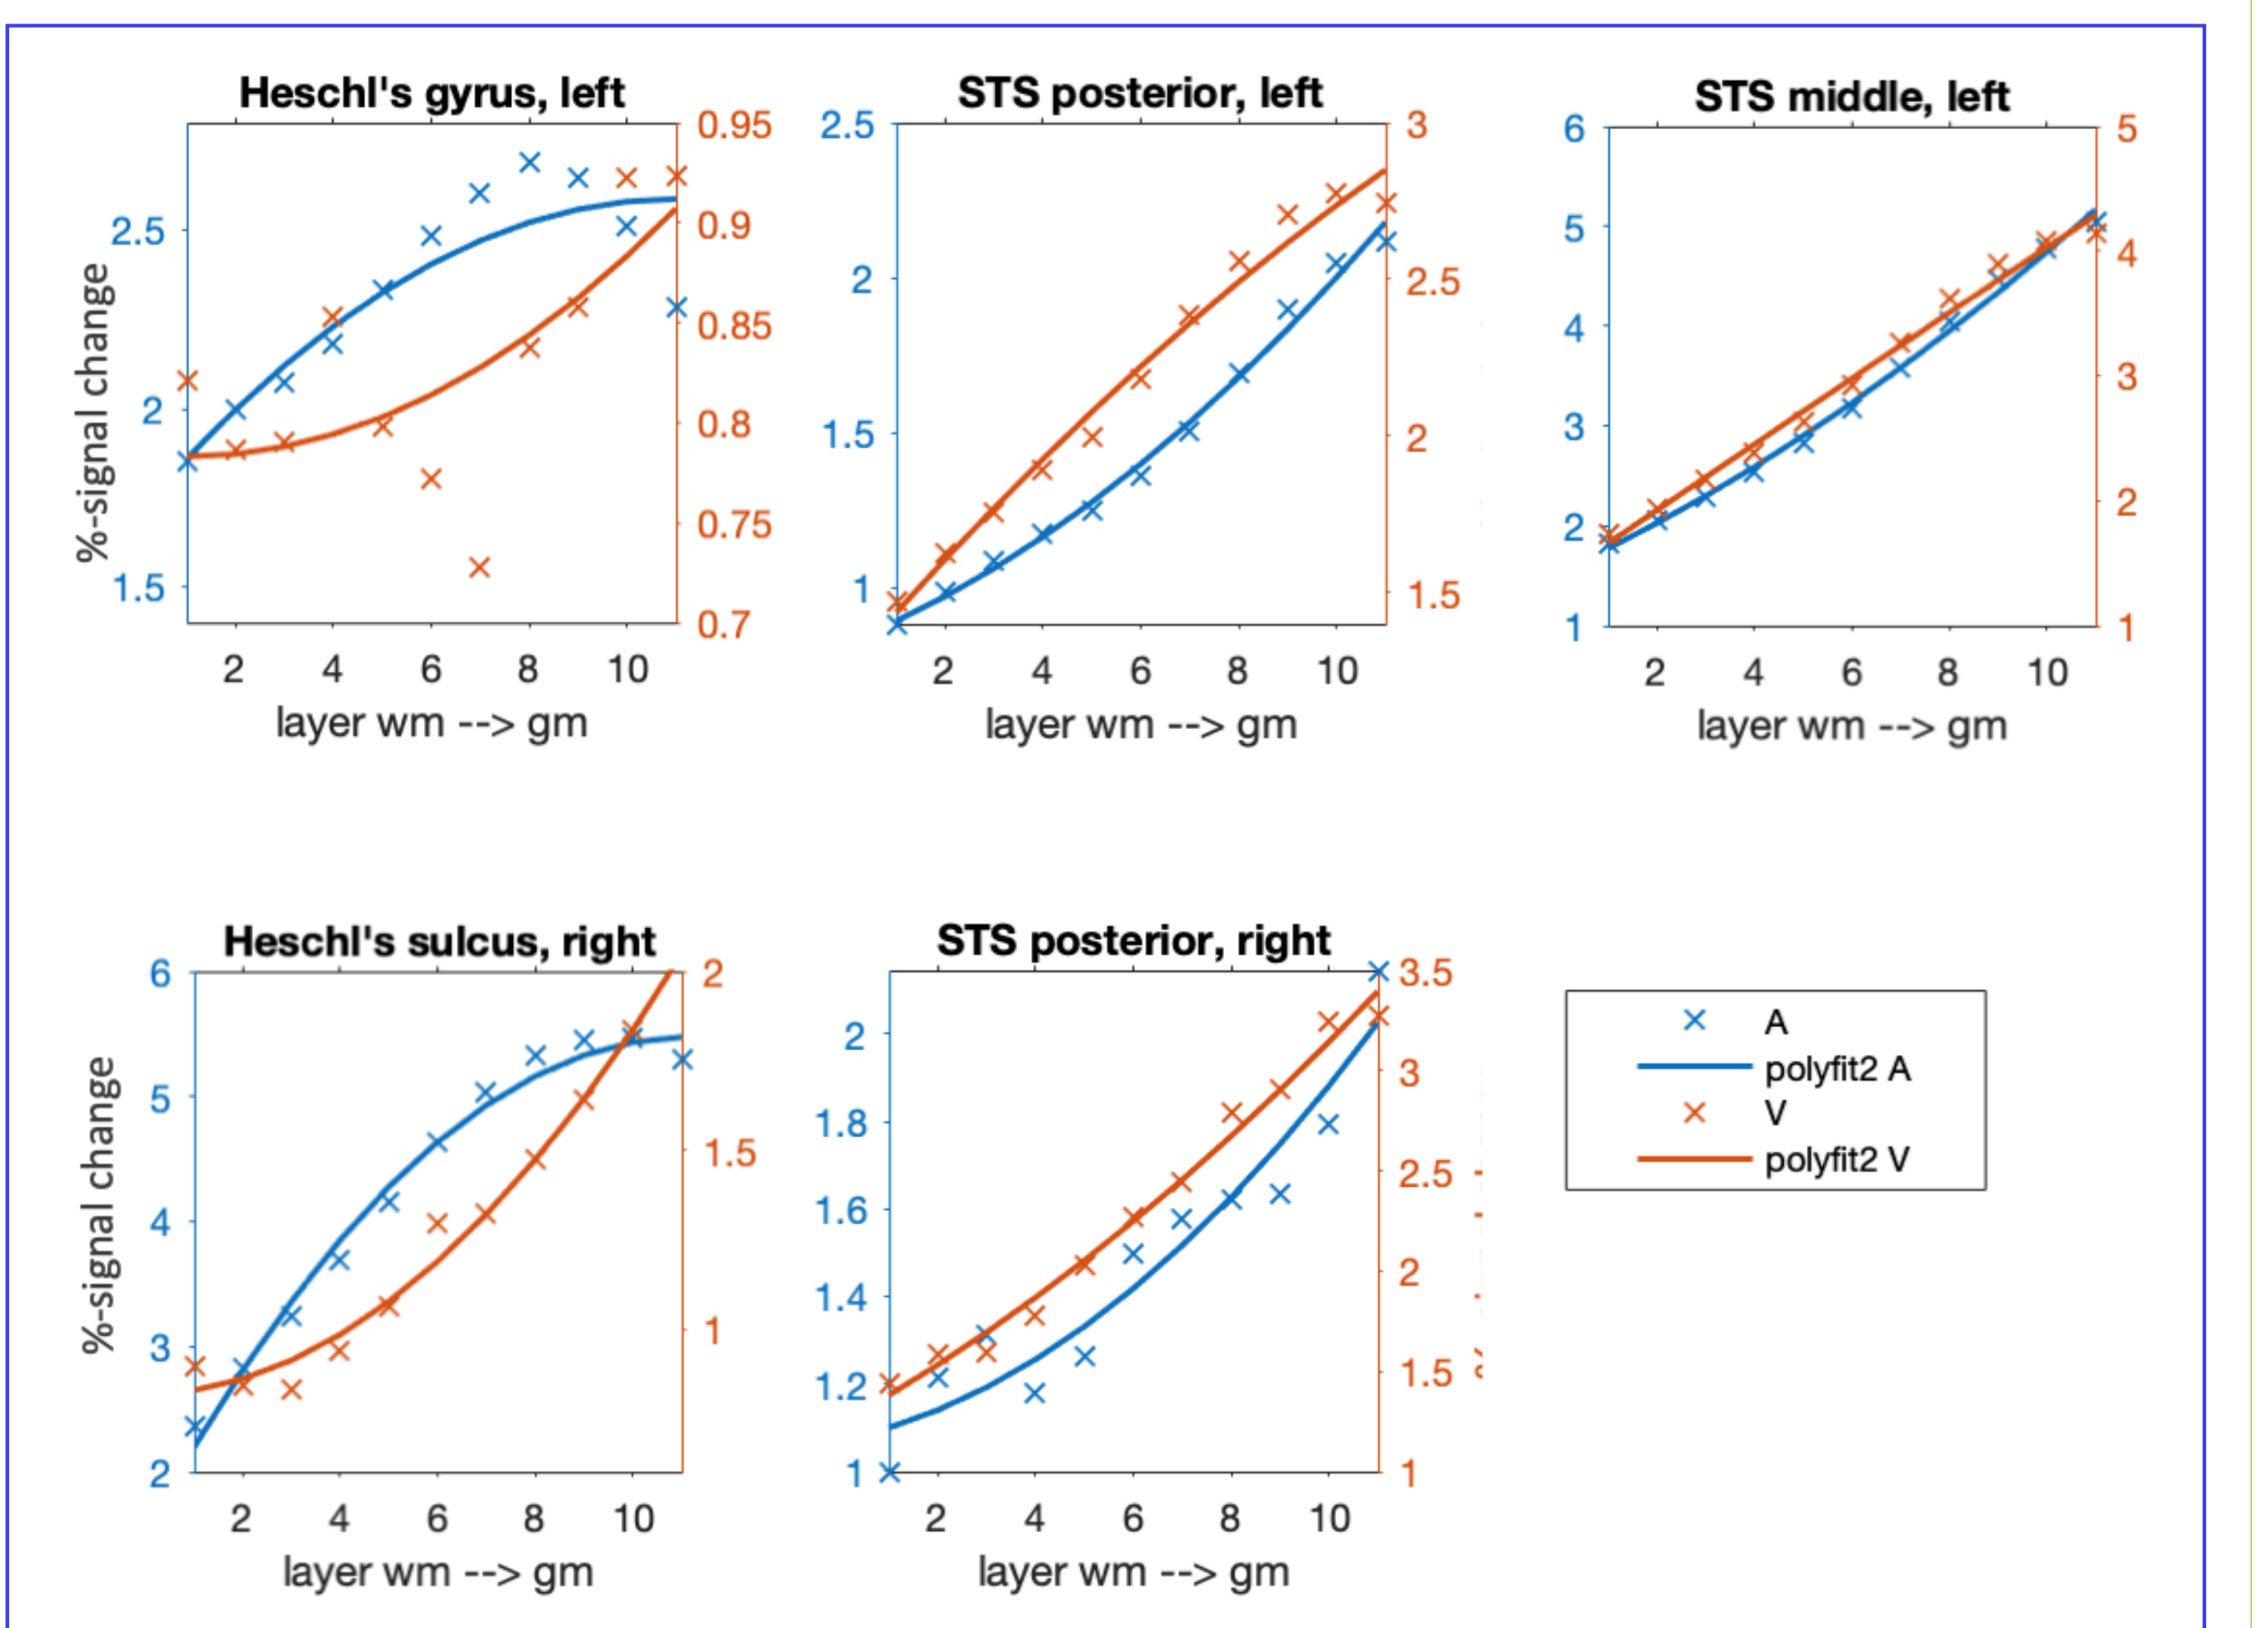 Heschl's gyrus, left
%-signal change
2.5
2
1.5
0.95
0.9
0.85
0.8
0.75
0.7
2 4 6 8 10
layer wm --> gm
STS posterior, left
2.5
2
1.5
1
3
2.5
2
1.5
2 4 6 8 10
layer wm --> gm
STS middle, left
6
5
4
3
2
1
5
4
3
2
1
2 4 6 8 10
layer wm --> gm
Heschl's sulcus, right
%-signal change
6
5
4
3
2
2
1.5
1
2 4 6 8 10
layer wm --> gm
STS posterior, right
2
1.8
1.6
1.4
1.2
1
3.5
3
2.5
2
1.5
1
2 4 6 8 10
layer wm --> gm
A
polyfit2 A
V
polyfit2 V